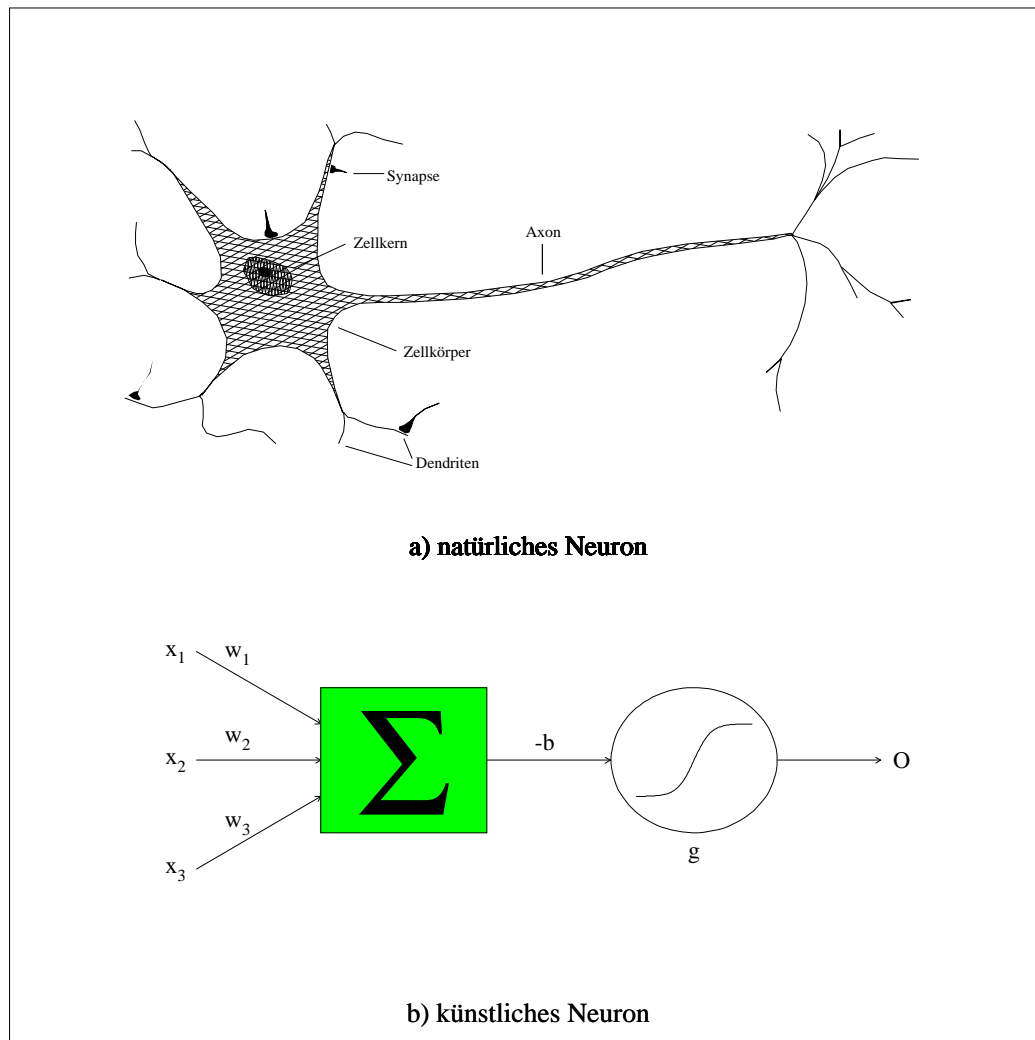 Synapse
Zellkern
Axon
Zellkörper
Dendriten
a) natürliches Neuron
x1 w1
x2 w2 Σ -b O
w3
x3
g
b) künstliches Neuron